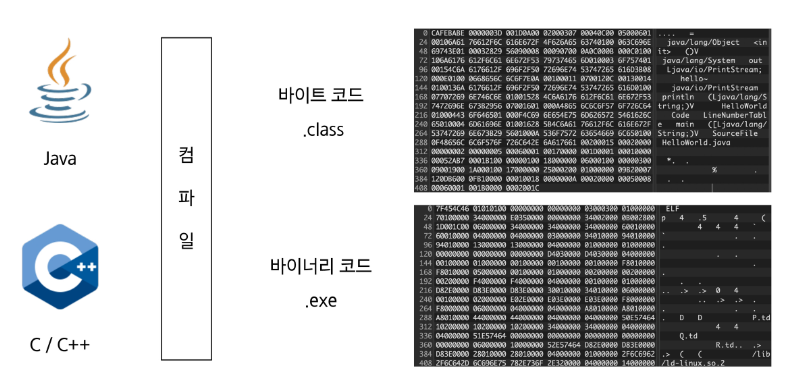 Java
C++
C / C++
컴
파
일
바이트 코드
.class
바이너리 코드
.exe
0 CAFEBABE 0000003D 001D0A00 02000307 00040C00 05000601 .... =
24 00106A61 76612F6C 616E672F 4F626A65 63740100 063C696E java/lang/Object <in
48 69743E01 00032829 56090008 00090700 0A0C000B 000C0100 it> ()V
72 106A6176 612F6C61 6E672F53 79737465 6D010003 6F757401 java/lang/System out
96 00154C6A 6176612F 696F2F50 72696E74 53747265 616D3B08 Ljava/io/PrintStream;
120 000E0100 0668656C 6C6F7E0A 00100011 0700120C 00130014 hello~
144 0100136A 6176612F 696F2F50 72696E74 53747265 616D0100 java/io/PrintStream
168 07707269 6E746C6E 01001528 4C6A6176 612F6C61 6E672F53 println (Ljava/lang/S
192 7472696E 673B2956 07001601 000A4865 6C6C6F57 6F726C64 tring;)V HelloWorld
216 01000443 6F646501 000F4C69 6E654E75 6D626572 5461626C Code LineNumberTabl
240 65010004 6D61696E 01001628 5B4C6A61 76612F6C 616E672F e main ([Ljava/lang/
264 53747269 6E673B29 5601000A 536F7572 63654669 6C650100 String;)V SourceFile
288 0F48656C 6C6F576F 726C642E 6A617661 00200015 00020000 HelloWorld.java
312 00000002 00000005 00060001 00170000 001D0001 00010000
336 00052AB7 00018100 00000100 18000000 06000100 00000300 *. .
360 09001900 1A000100 17000000 25000200 01000000 09B20007 % .
384 120DB600 0FB10000 00010018 0000000A 00020000 00050008 . .
408 00060001 001B0000 0002001C
0 7F454C46 01010100 00000000 00000000 03000300 01000000 ELF
24 70100000 34000000 E0350000 00000000 34002000 0B002800 p 4 .5 4 (
48 1D001C00 06000000 34000000 34000000 34000000 60010000 4 4 4 `
72 60010000 04000000 04000000 03000000 94010000 94010000 ` . .
96 94010000 13000000 13000000 04000000 01000000 01000000 .
120 00000000 00000000 00000000 D4030000 D4030000 04000000 . .
144 00100000 01000000 00100000 00100000 00100000 F8010000 .
168 F8010000 05000000 00100000 01000000 00200000 00200000 .
192 00200000 F4000000 F4000000 04000000 00100000 01000000 . .
216 D82E0000 D83E0000 D83E0000 30010000 34010000 06000000 .. .> .> 0 4
240 00100000 02000000 E02E0000 E03E0000 E03E0000 F8000000 .. .> .> .
264 F8000000 06000000 04000000 04000000 A8010000 A8010000 . . .
288 A8010000 44000000 44000000 04000000 04000000 50E57464 . D D P.td
312 10200000 10200000 10200000 34000000 34000000 04000000 4 4
336 04000000 51E57464 00000000 00000000 00000000 00000000 Q.td
360 00000000 06000000 10000000 52E57464 D82E0000 D83E0000 R.td.. .>
384 D83E0000 28010000 28010000 04000000 01000000 2F6C6962 .> ( ( /lib
408 2F6C642D 6C696E75 782E736F 2E320000 04000000 14000000 /ld-linux.so.2